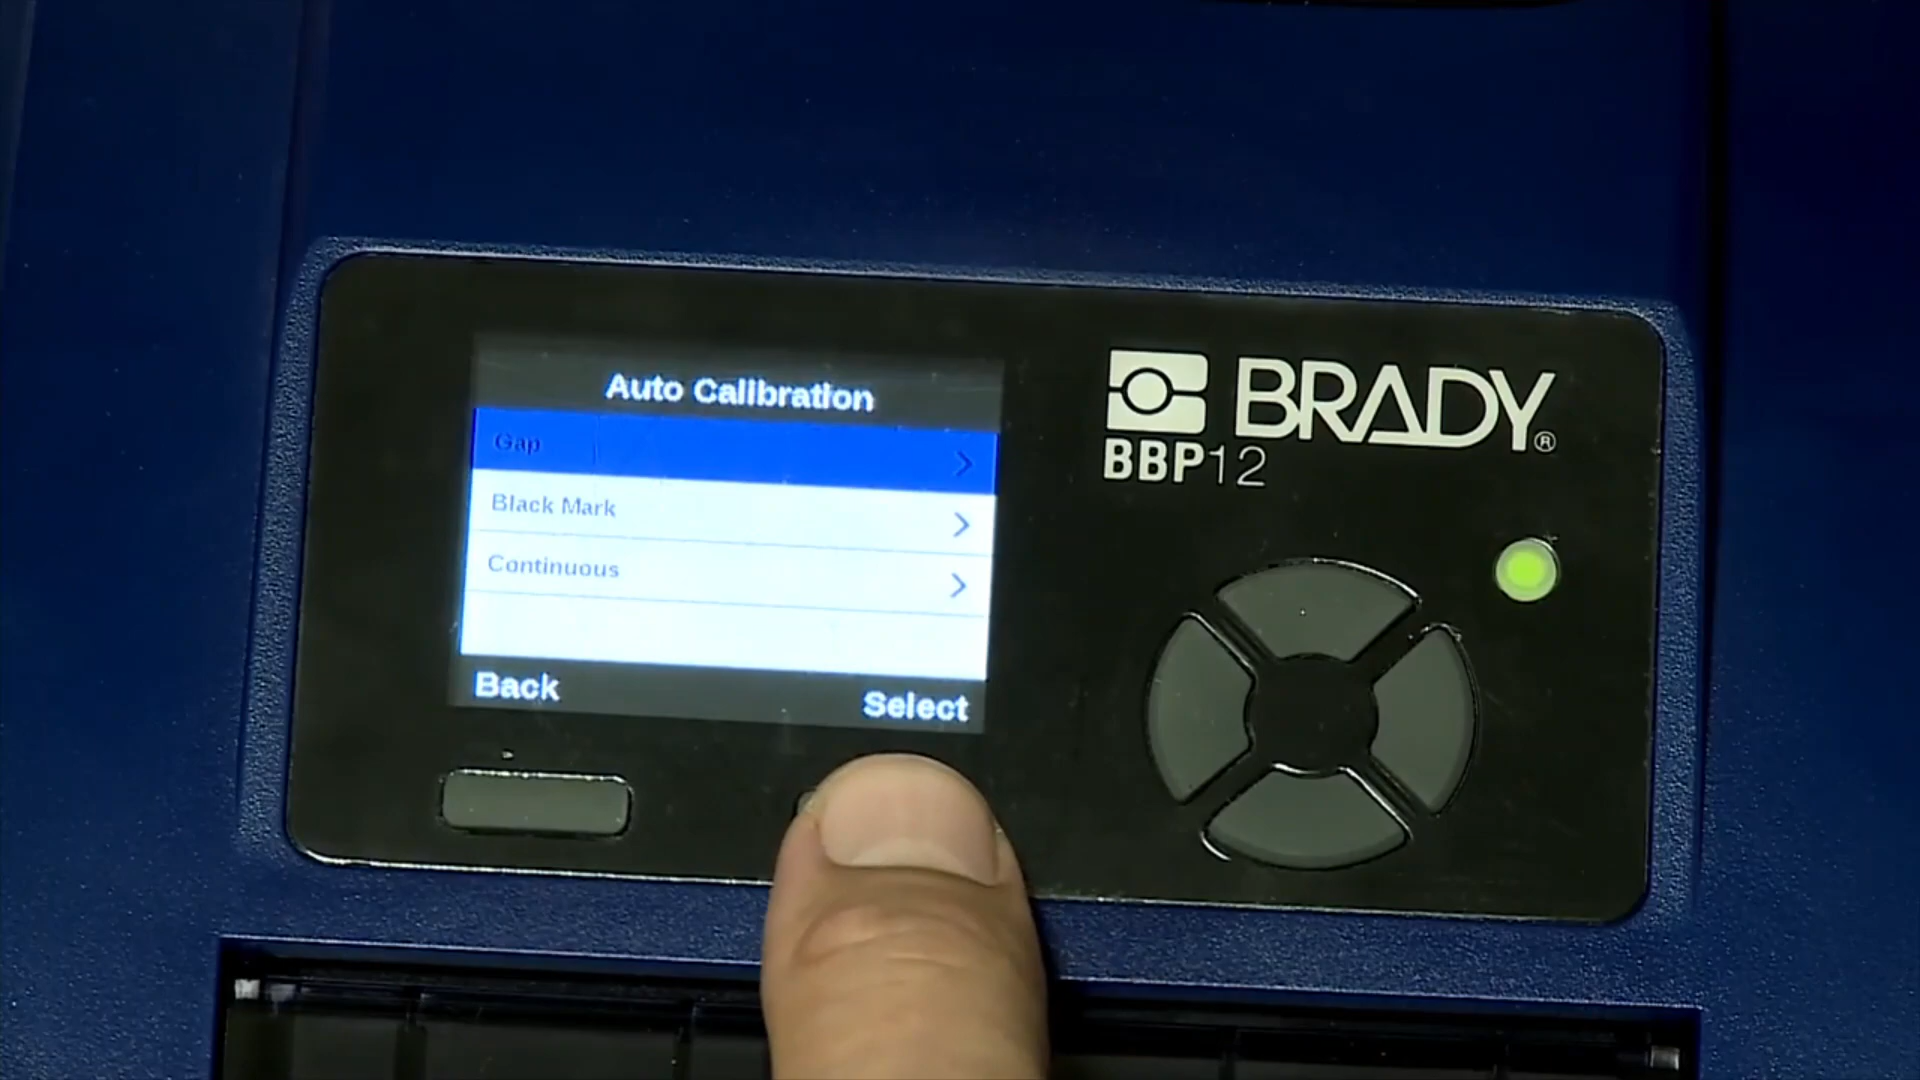 Auto Calibration
Gap
Black Mark
Continuous
Back
Select
BRADY®
BBP12